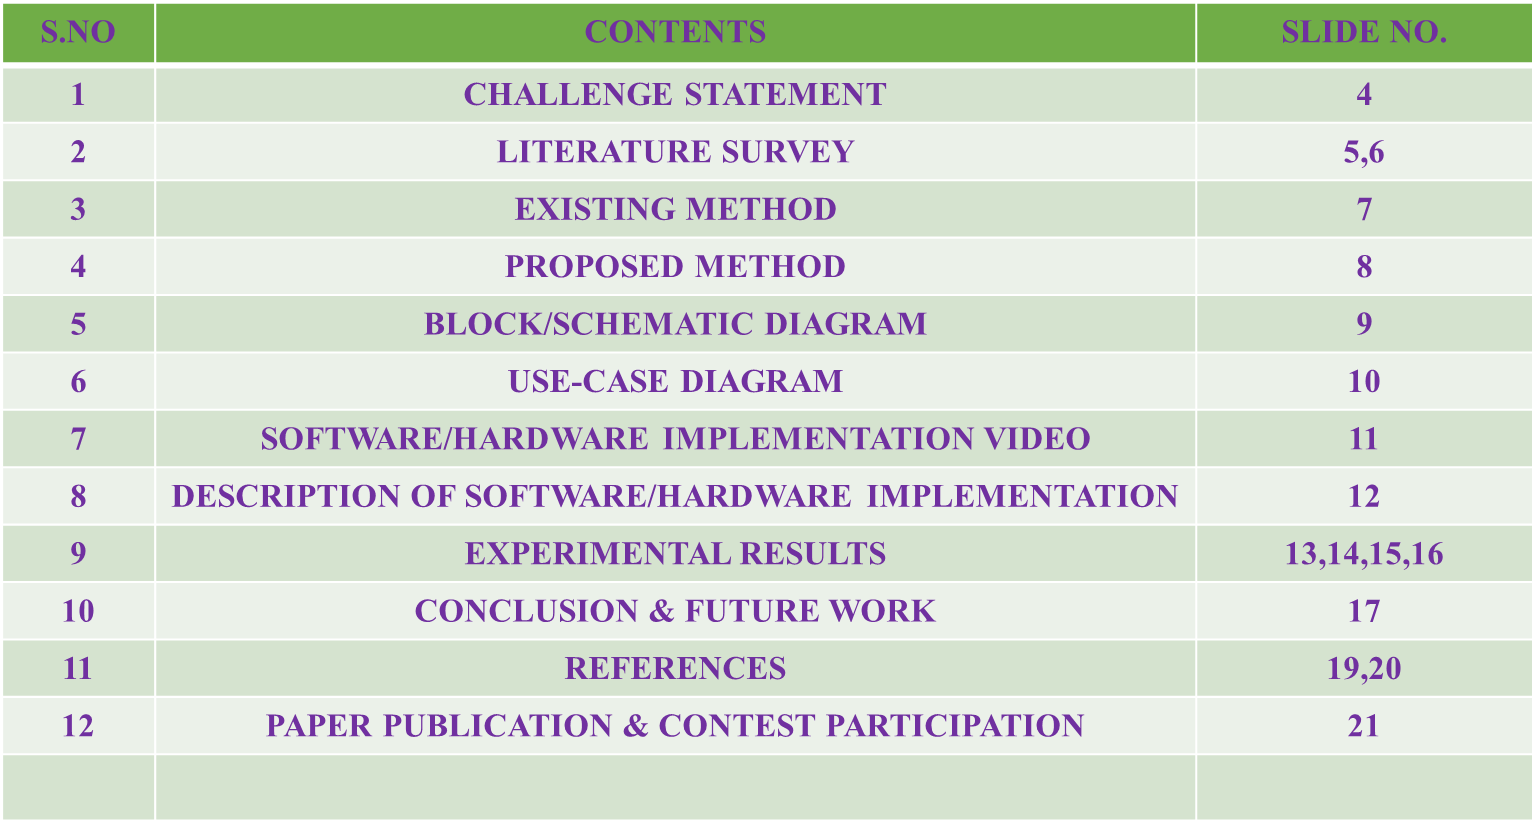 S.NO CONTENTS SLIDE NO.
1 CHALLENGE STATEMENT 4
2 LITERATURE SURVEY 5,6
3 EXISTING METHOD 7
4 PROPOSED METHOD 8
5 BLOCK/SCHEMATIC DIAGRAM 9
6 USE-CASE DIAGRAM 10
7 SOFTWARE/HARDWARE IMPLEMENTATION VIDEO 11
8 DESCRIPTION OF SOFTWARE/HARDWARE IMPLEMENTATION 12
9 EXPERIMENTAL RESULTS 13,14,15,16
10 CONCLUSION & FUTURE WORK 17
11 REFERENCES 19,20
12 PAPER PUBLICATION & CONTEST PARTICIPATION 21